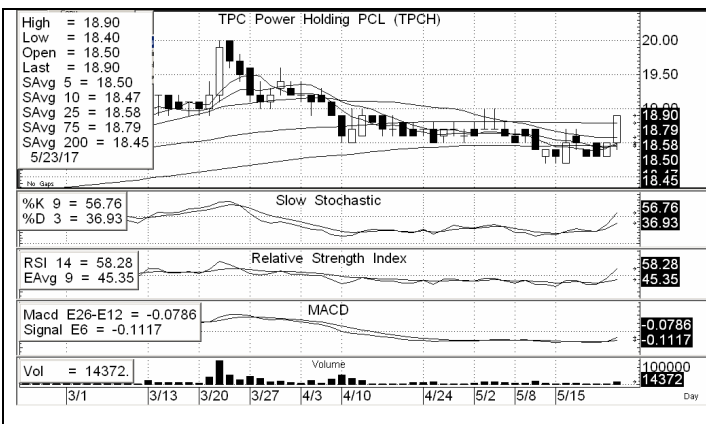 TPC Power Holding PCL (TPCH)
High = 18.90
Low = 18.40
Open = 18.50
Last = 18.90
SAvg 5 = 18.50
SAvg 10 = 18.47
SAvg 25 = 18.58
SAvg 75 = 18.79
SAvg 200 = 18.45
5/23/17
No Gaps
20.00
19.50
19.00
18.90
18.79
18.58
18.50
18.45
Slow Stochastic
%K 9 = 56.76
%D 3 = 36.93
56.76
36.93
Relative Strength Index
RSI 14 = 58.28
EAvg 9 = 45.35
58.28
45.35
MACD
Macd E26-E12 = -0.0786
Signal E6 = -0.1117
-0.0786
-0.1117
Volume
Vol = 14372.
100000
14372
3/1 3/13 3/20 3/27 4/3 4/10 4/24 5/2 5/8 5/15 Day